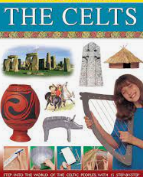 THE CELTS
STEP INTO THE WORLD OF THE CELTIC PEOPLES WITH 15 STEP-BY-STEP